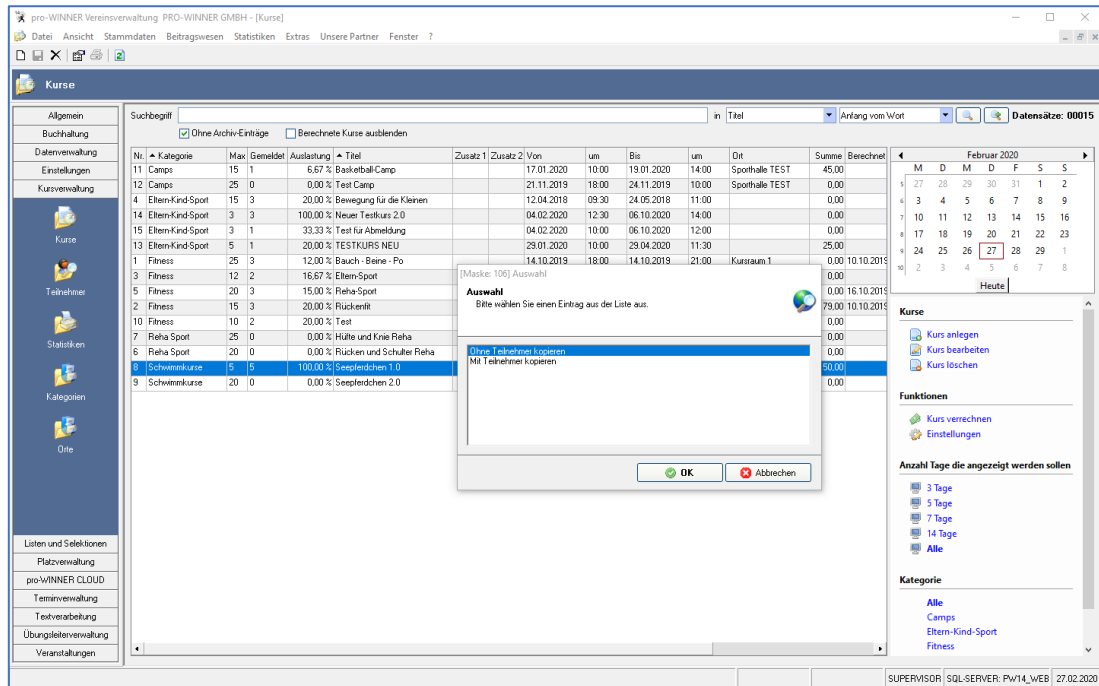 pro-WINNER Vereinsverwaltung PRO-WINNER GMBH - [Kurse]
Datei Ansicht Stammdaten Beitragswesen Statistiken Extras Unsere Partner Fenster ?
Kurse
Allgemein
Buchhaltung
Datenverwaltung
Einstellungen
Kursverwaltung
Kurse
Teilnehmer
Statistiken
Kategorien
Orte
Listen und Selektionen
Platzverwaltung
pro-WINNER CLOUD
Terminverwaltung
Textverarbeitung
Übungsleiterverwaltung
Veranstaltungen
Suchbegriff in Titel Anfang vom Wort Datensätze: 00015
Ohne Archiv-Einträge Berechnete Kurse ausblenden
Nr. Kategorie Max Gemeldet Auslastung Titel Zusatz 1 Zusatz 2 Von um Bis um Ort Summe Berechnet
11 Camps 15 1 6,67 % Basketball-Camp 17.01.2020 10:00 19.01.2020 14:00 Sporthalle TEST 45,00
12 Camps 25 0 0,00 % Test Camp 21.11.2019 18:00 24.11.2019 10:00 Sporthalle TEST 0,00
4 Eltern-Kind-Sport 15 3 20,00 % Bewegung für die Kleinen 12.04.2018 09:30 24.05.2018 11:00 0,00
14 Eltern-Kind-Sport 3 3 100,00 % Neuer Testkurs 2.0 04.02.2020 12:30 06.10.2020 14:00 0,00
15 Eltern-Kind-Sport 3 1 33,33 % Test für Abmeldung 04.02.2020 10:00 06.10.2020 12:00 0,00
13 Eltern-Kind-Sport 5 1 20,00 % TESTKURS NEU 29.01.2020 10:00 29.04.2020 11:30 25,00
1 Fitness 25 3 12,00 % Bauch - Beine - Po 14.10.2019 18:00 14.10.2019 21:00 Kursraum 1 0,00 10.10.2019
3 Fitness 12 2 16,67 % Eltern-Sport 0,00
5 Fitness 20 3 15,00 % Reha-Sport 0,00 16.10.2019
2 Fitness 15 3 20,00 % Rückenfit 79,00 10.10.2019
10 Fitness 10 2 20,00 % Test 0,00
7 Reha Sport 25 0 0,00 % Hüfte und Knie Reha 0,00
6 Reha Sport 20 0 0,00 % Rücken und Schulter Reha 0,00
8 Schwimmkurse 5 5 100,00 % Seepferdchen 1.0 50,00
9 Schwimmkurse 20 0 0,00 % Seepferdchen 2.0 0,00
[Maske: 106] Auswahl
Auswahl
Bitte wählen Sie einen Eintrag aus der Liste aus.
Ohne Teilnehmer kopieren
Mit Teilnehmer kopieren
OK Abbrechen
Februar 2020
M D M D F S S
5 27 28 29 30 31 1 2
6 3 4 5 6 7 8 9
7 10 11 12 13 14 15 16
8 17 18 19 20 21 22 23
9 24 25 26 27 28 29 1
10 2 3 4 5 6 7 8
Heute
Kurse
Kurs anlegen
Kurs bearbeiten
Kurs löschen
Funktionen
Kurs verrechnen
Einstellungen
Anzahl Tage die angezeigt werden sollen
3 Tage
5 Tage
7 Tage
14 Tage
Alle
Kategorie
Alle
Camps
Eltern-Kind-Sport
Fitness
SUPERVISOR SQL-SERVER: PW14_WEB 27.02.2020